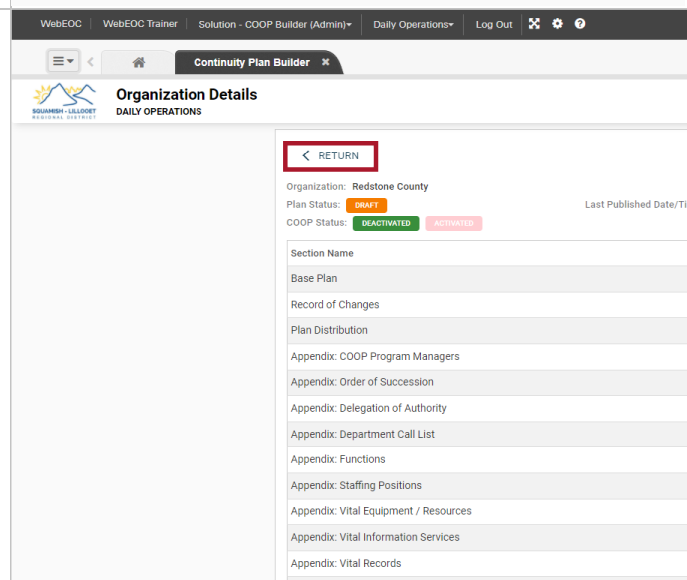 WebEOC WebEOC Trainer Solution - COOP Builder (Admin) Daily Operations Log Out
Continuity Plan Builder
SQUAMISH - LILLOOET
REGIONAL DISTRICT
Organization Details
DAILY OPERATIONS
RETURN
Organization: Redstone County
Plan Status: DRAFT Last Published Date/Ti
COOP Status: DEACTIVATED ACTIVATED
Section Name
Base Plan
Record of Changes
Plan Distribution
Appendix: COOP Program Managers
Appendix: Order of Succession
Appendix: Delegation of Authority
Appendix: Department Call List
Appendix: Functions
Appendix: Staffing Positions
Appendix: Vital Equipment / Resources
Appendix: Vital Information Services
Appendix: Vital Records